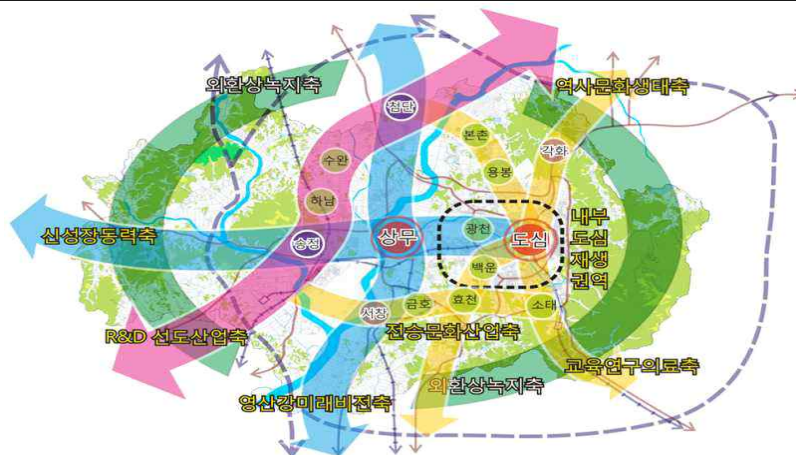 외환상녹지축
역사문화생태축
첨단
본촌
각화
수완
용봉
하남
신성장동력축
송정
상무
광천
도심
내부
도심
재생
권역
백운
서창
금호
효천
소태
전승문화산업축
R&D 선도산업축
교육연구의료축
외환상녹지축
영산강미래비전축